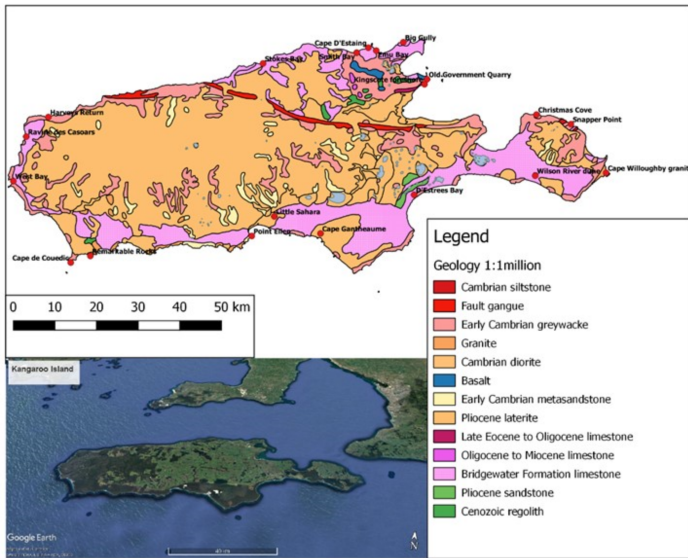 Cape D'Estaing
Big Gully
Emu Bay
Stokes Bay
Smith Bay
Kingscote foreshore
Old Government Quarry
Harveys Return
Ravine des Casoars
West Bay
Christmas Cove
Snapper Point
Cape Willoughby granit
Wilson River dune
D'Estrees Bay
Little Sahara
Point Ellen
Cape Gantheaume
Remarkable Rocks
Cape de Couedic
0 10 20 30 40 50 km
Legend
Geology 1:1million
Cambrian siltstone
Fault gangue
Early Cambrian greywacke
Granite
Cambrian diorite
Basalt
Early Cambrian metasandstone
Pliocene laterite
Late Eocene to Oligocene limestone
Oligocene to Miocene limestone
Bridgewater Formation limestone
Pliocene sandstone
Cenozoic regolith
Kangaroo Island
Google Earth
N